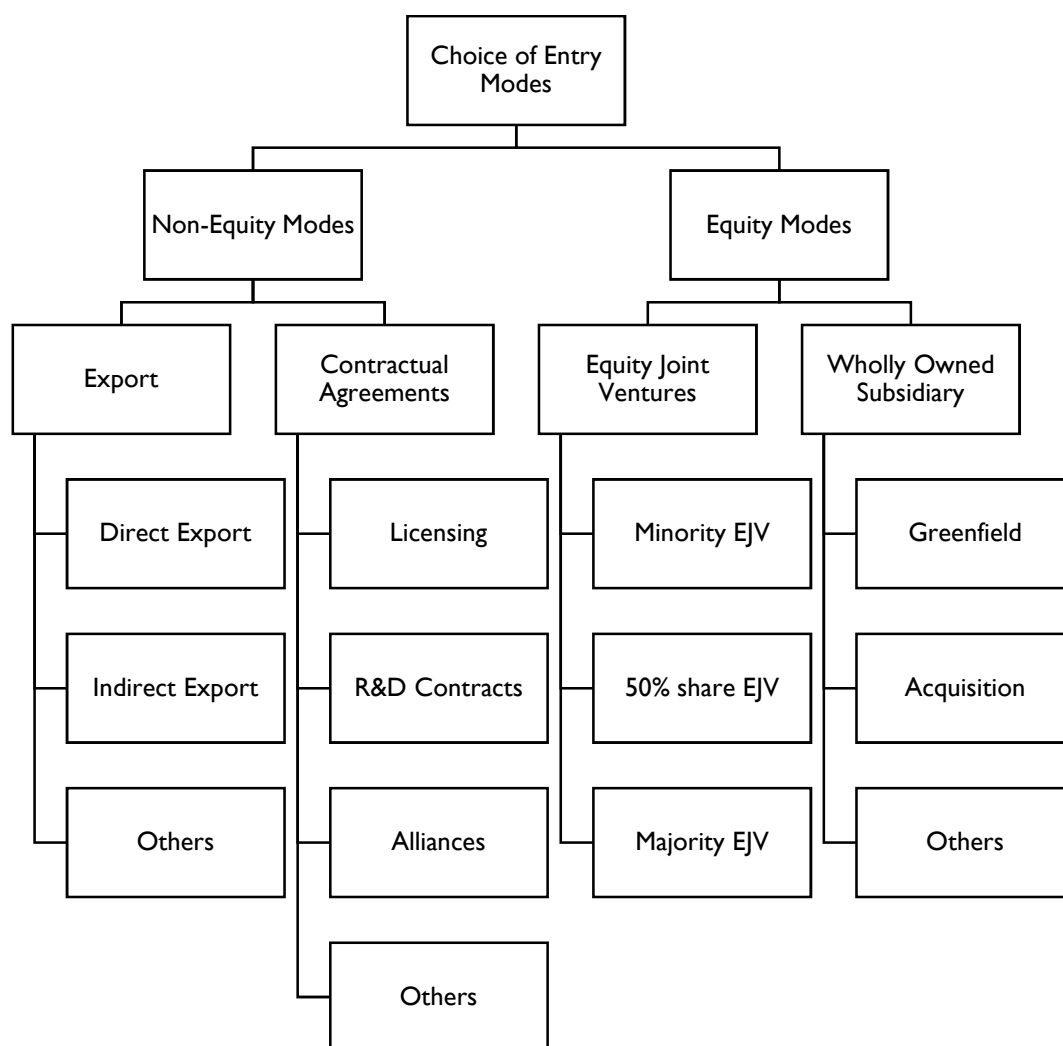 Choice of Entry
Modes
Non-Equity Modes
Equity Modes
Export
Contractual
Agreements
Equity Joint
Ventures
Wholly Owned
Subsidiary
Direct Export
Licensing
Minority EJV
Greenfield
Indirect Export
R&D Contracts
50% share EJV
Acquisition
Others
Alliances
Majority EJV
Others
Others